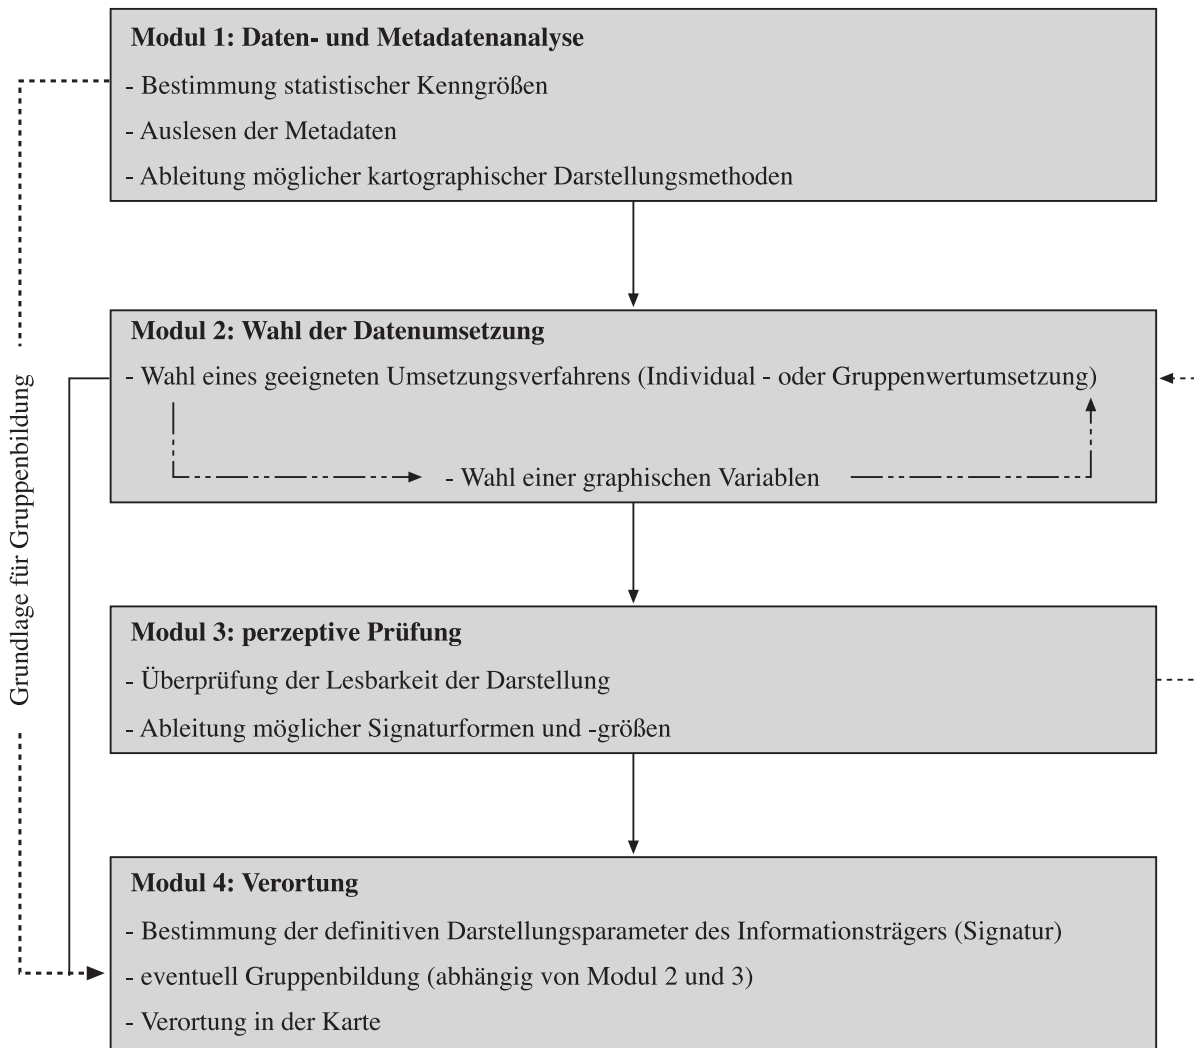 Modul 1: Daten- und Metadatenanalyse
- Bestimmung statistischer Kenngrößen
- Auslesen der Metadaten
- Ableitung möglicher kartographischer Darstellungsmethoden
Modul 2: Wahl der Datenumsetzung
- Wahl eines geeigneten Umsetzungsverfahrens (Individual - oder Gruppenwertumsetzung)
- Wahl einer graphischen Variablen
Grundlage für Gruppenbildung
Modul 3: perzeptive Prüfung
- Überprüfung der Lesbarkeit der Darstellung
- Ableitung möglicher Signaturformen und -größen
Modul 4: Verortung
- Bestimmung der definitiven Darstellungsparameter des Informationsträgers (Signatur)
- eventuell Gruppenbildung (abhängig von Modul 2 und 3)
- Verortung in der Karte